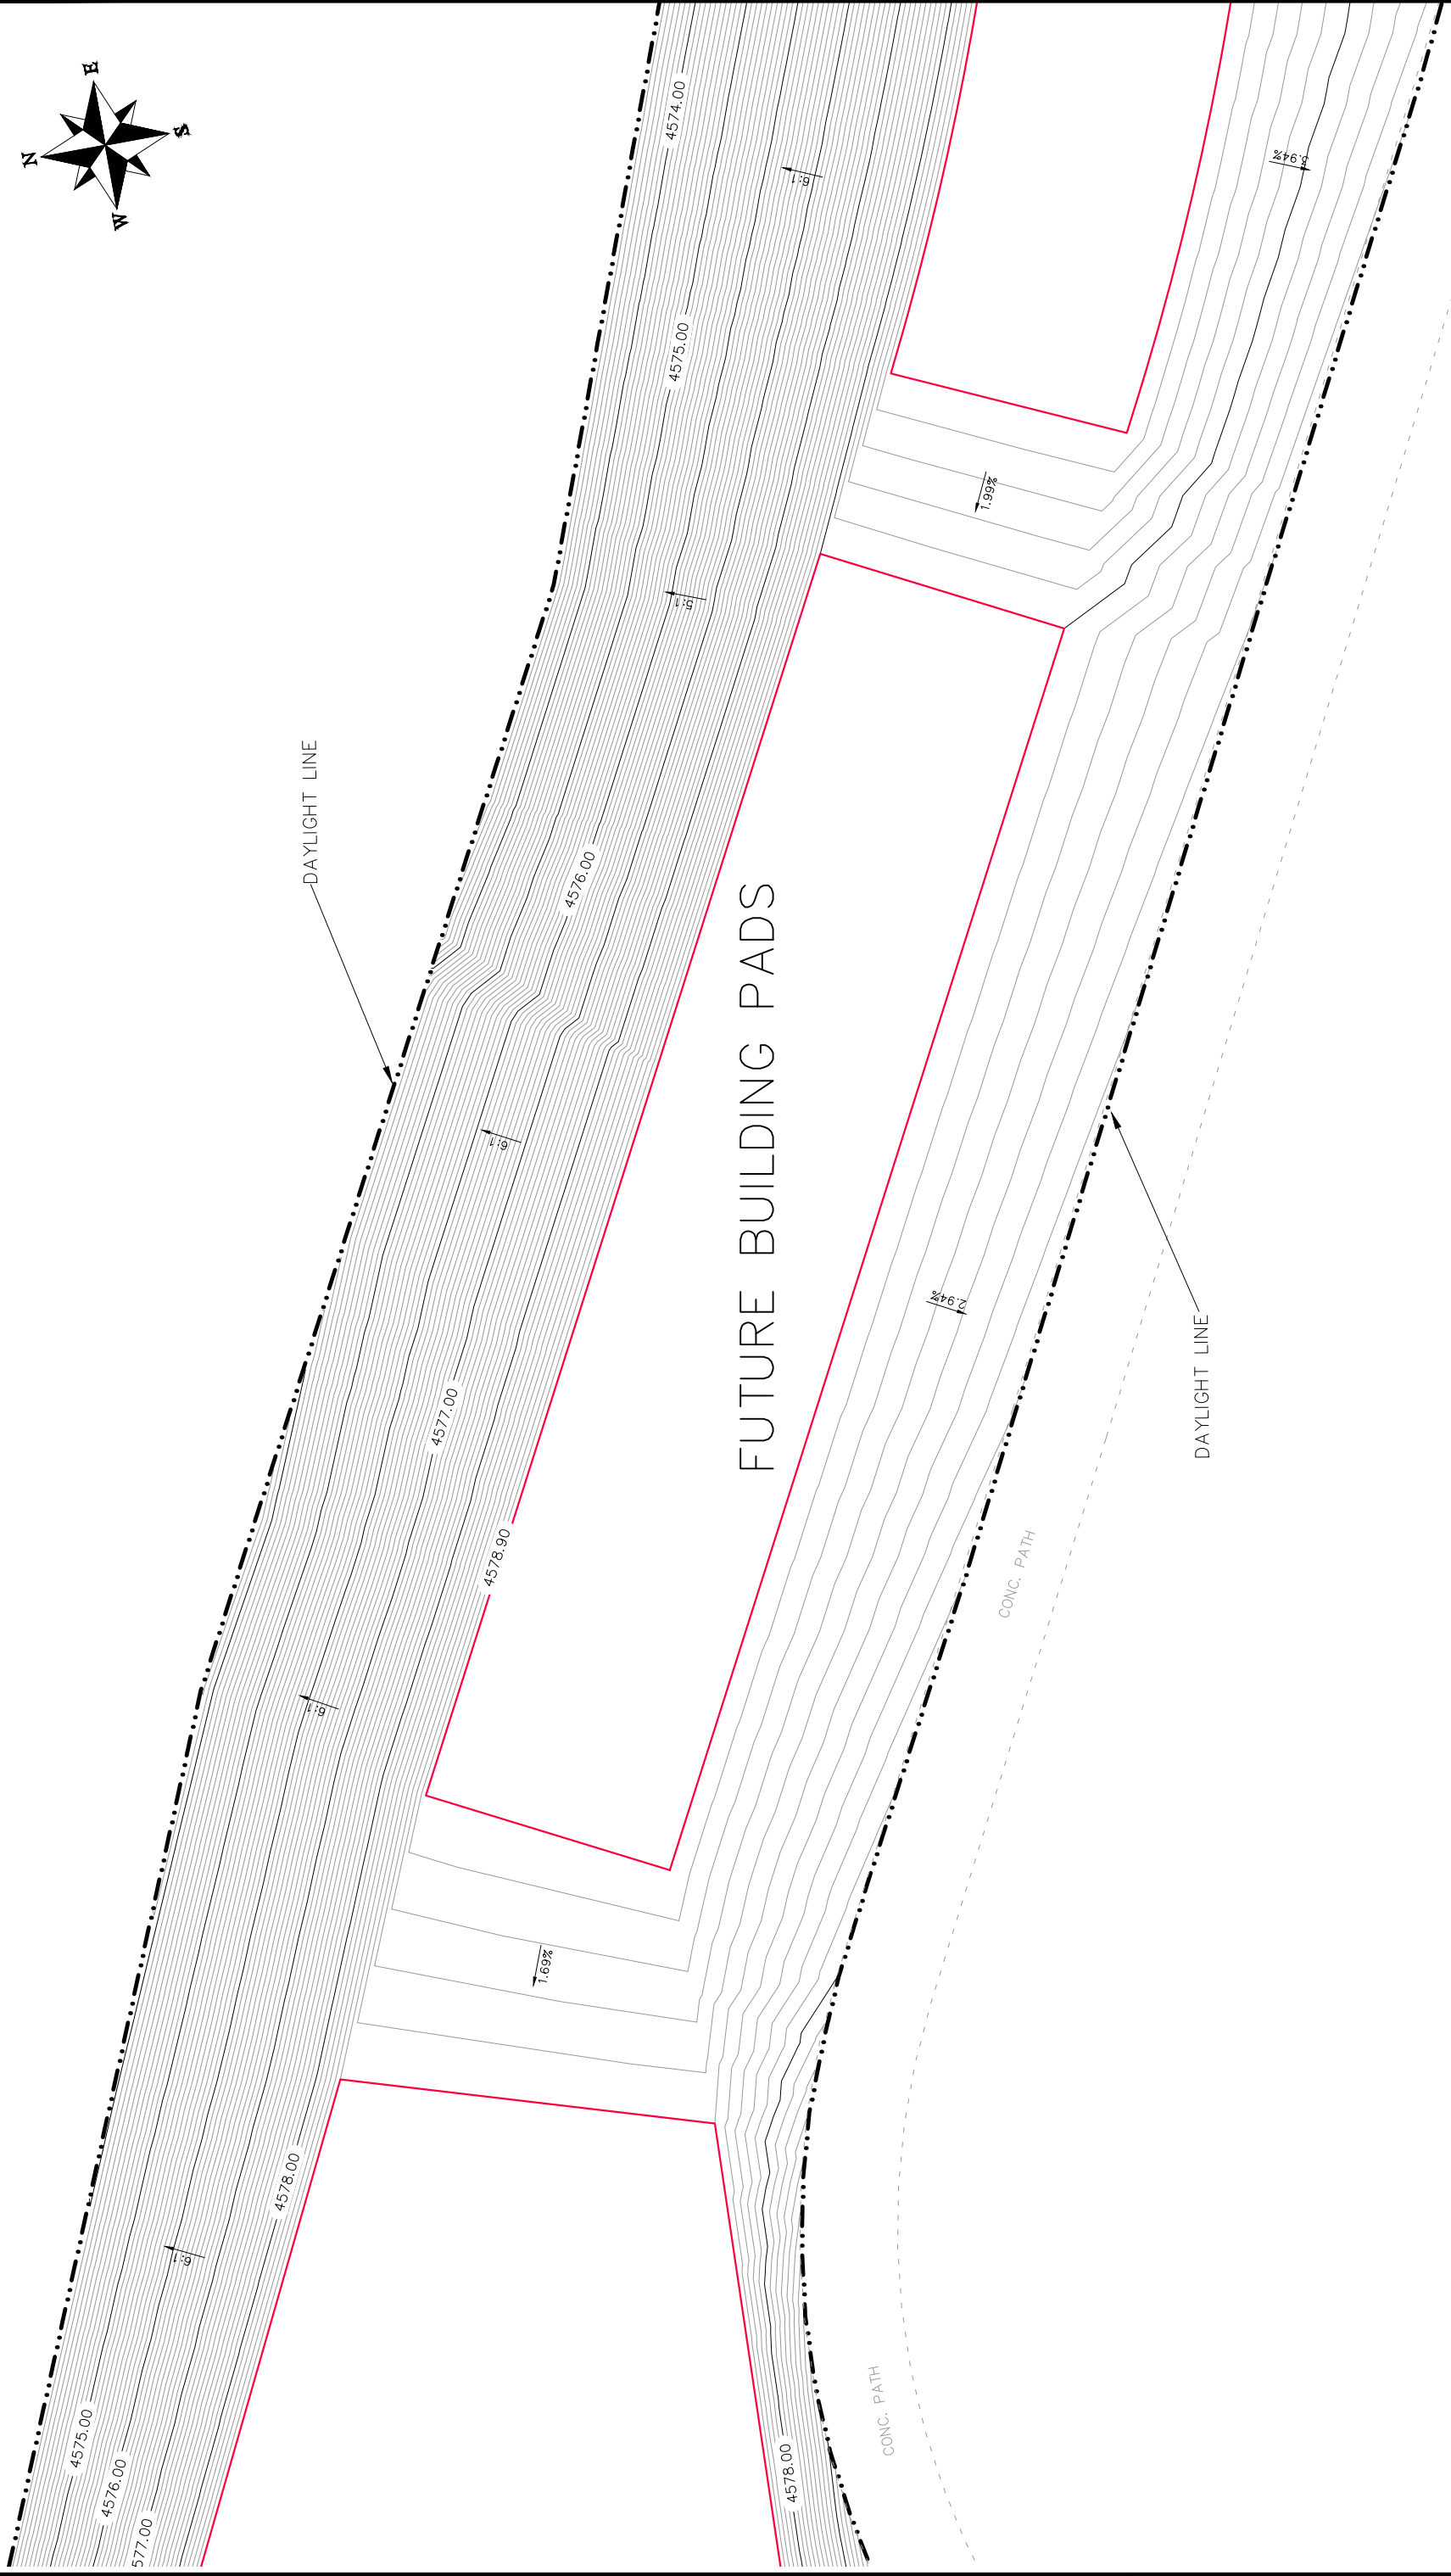 E
N
S
W
4574.00
6:1
3.94%
4575.00
1.99%
5:1
DAYLIGHT LINE
4576.00
FUTURE BUILDING PADS
6:1
2.94%
DAYLIGHT LINE
4577.00
4578.90
CONC. PATH
6:1
1.69%
4578.00
6:1
CONC. PATH
4575.00
4576.00
577.00
4578.00